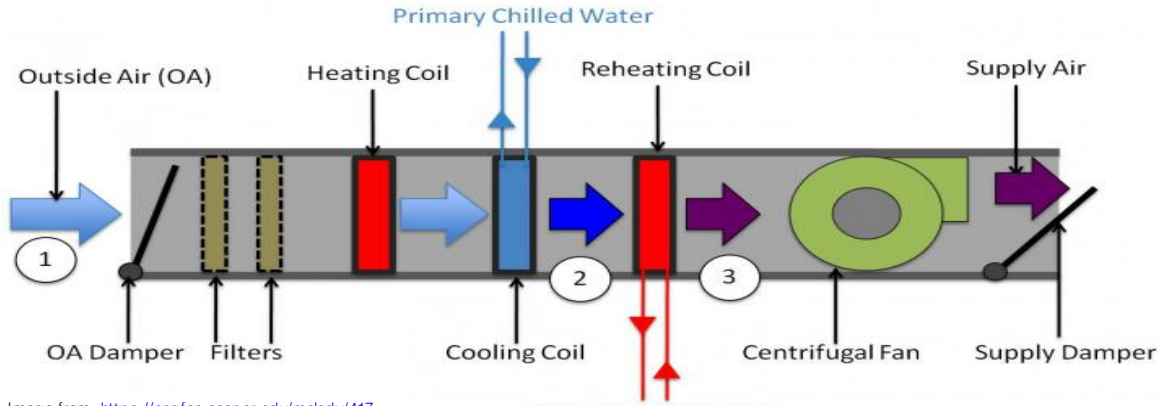 Primary Chilled Water
Outside Air (OA)
Heating Coil
Reheating Coil
Supply Air
1
2
3
OA Damper
Filters
Cooling Coil
Centrifugal Fan
Supply Damper